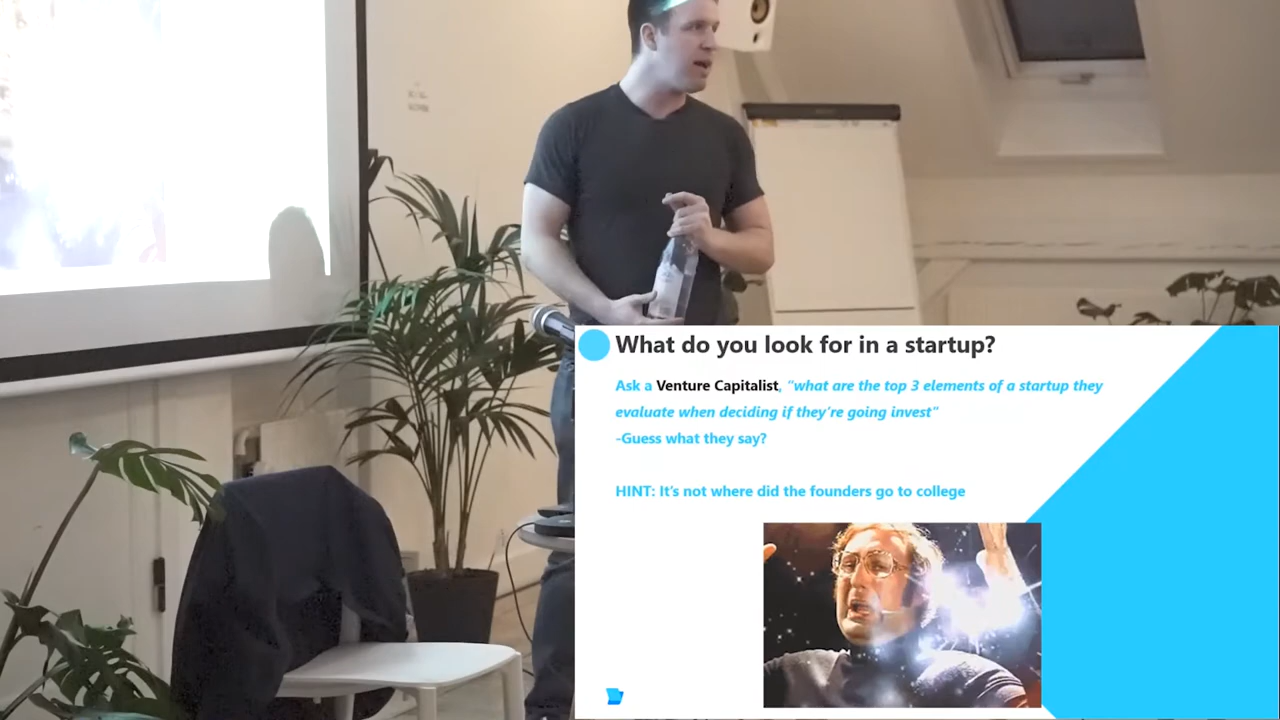 What do you look for in a startup?
Ask a Venture Capitalist, "what are the top 3 elements of a startup they
evaluate when deciding if they're going invest"
-Guess what they say?
HINT: It's not where did the founders go to college